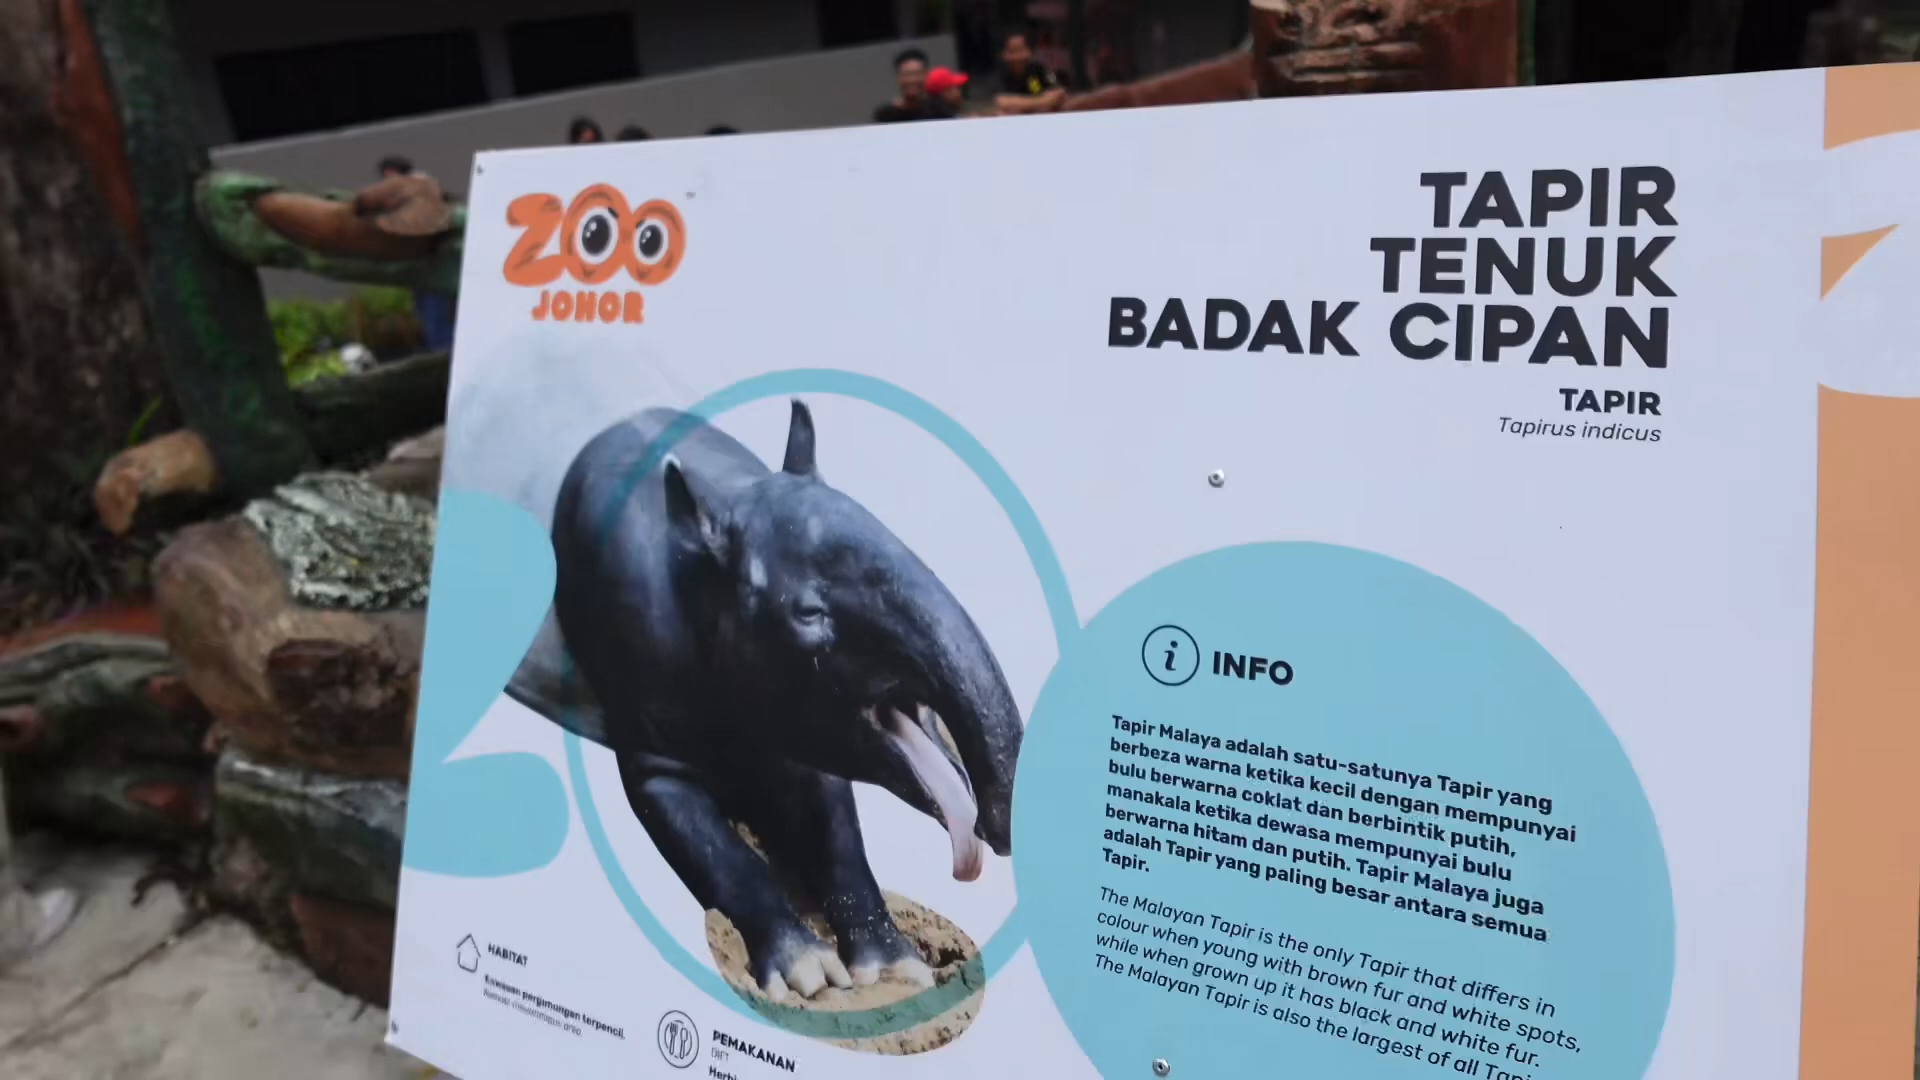 ZOO
JOHOR
TAPIR
TENUK
BADAK CIPAN
TAPIR
Tapirus indicus
i INFO
Tapir Malaya adalah satu-satunya Tapir yang
berbeza warna ketika kecil dengan mempunyai
bulu berwarna coklat dan berbintik putih,
manakala ketika dewasa mempunyai bulu
berwarna hitam dan putih. Tapir Malaya juga
adalah Tapir yang paling besar antara semua
Tapir.
The Malayan Tapir is the only Tapir that differs in
colour when young with brown fur and white spots,
while when grown up it has black and white fur.
The Malayan Tapir is also the largest of all
HABITAT
Kawasan pergunungan terpencil.
PEMAKANAN
DIET